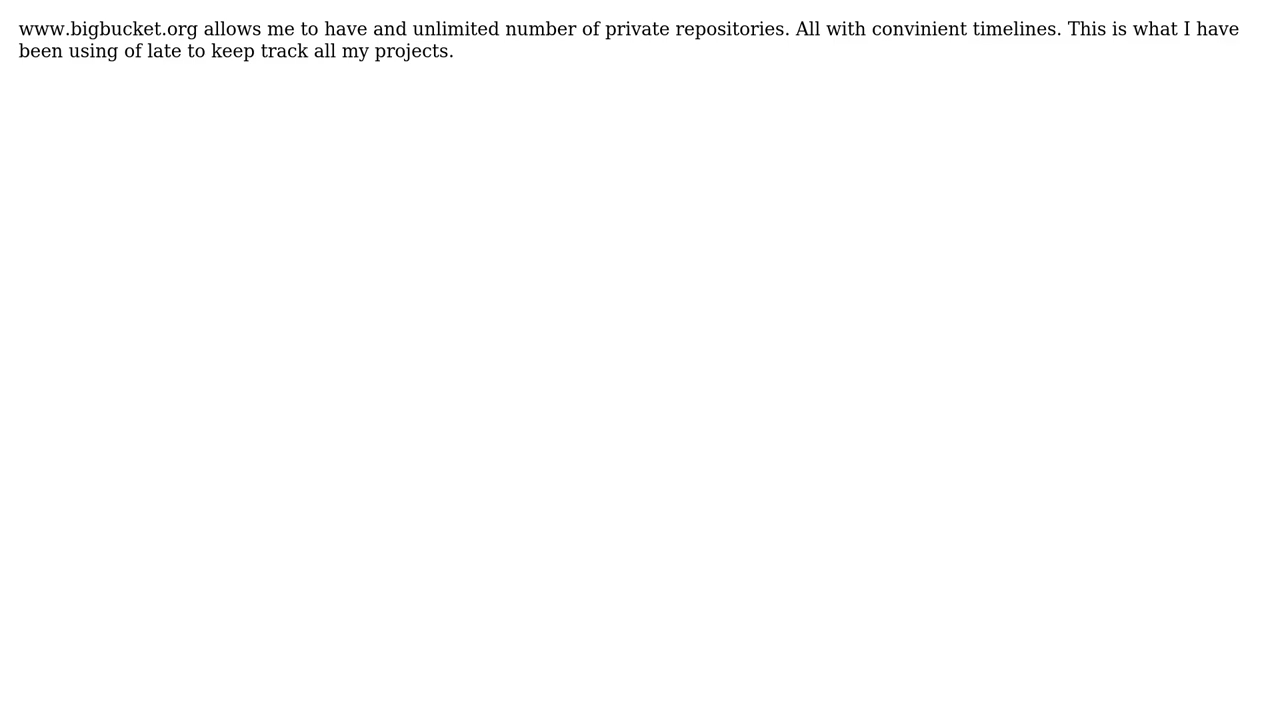 www.bigbucket.org allows me to have and unlimited number of private repositories. All with convinient timelines. This is what I have
been using of late to keep track all my projects.